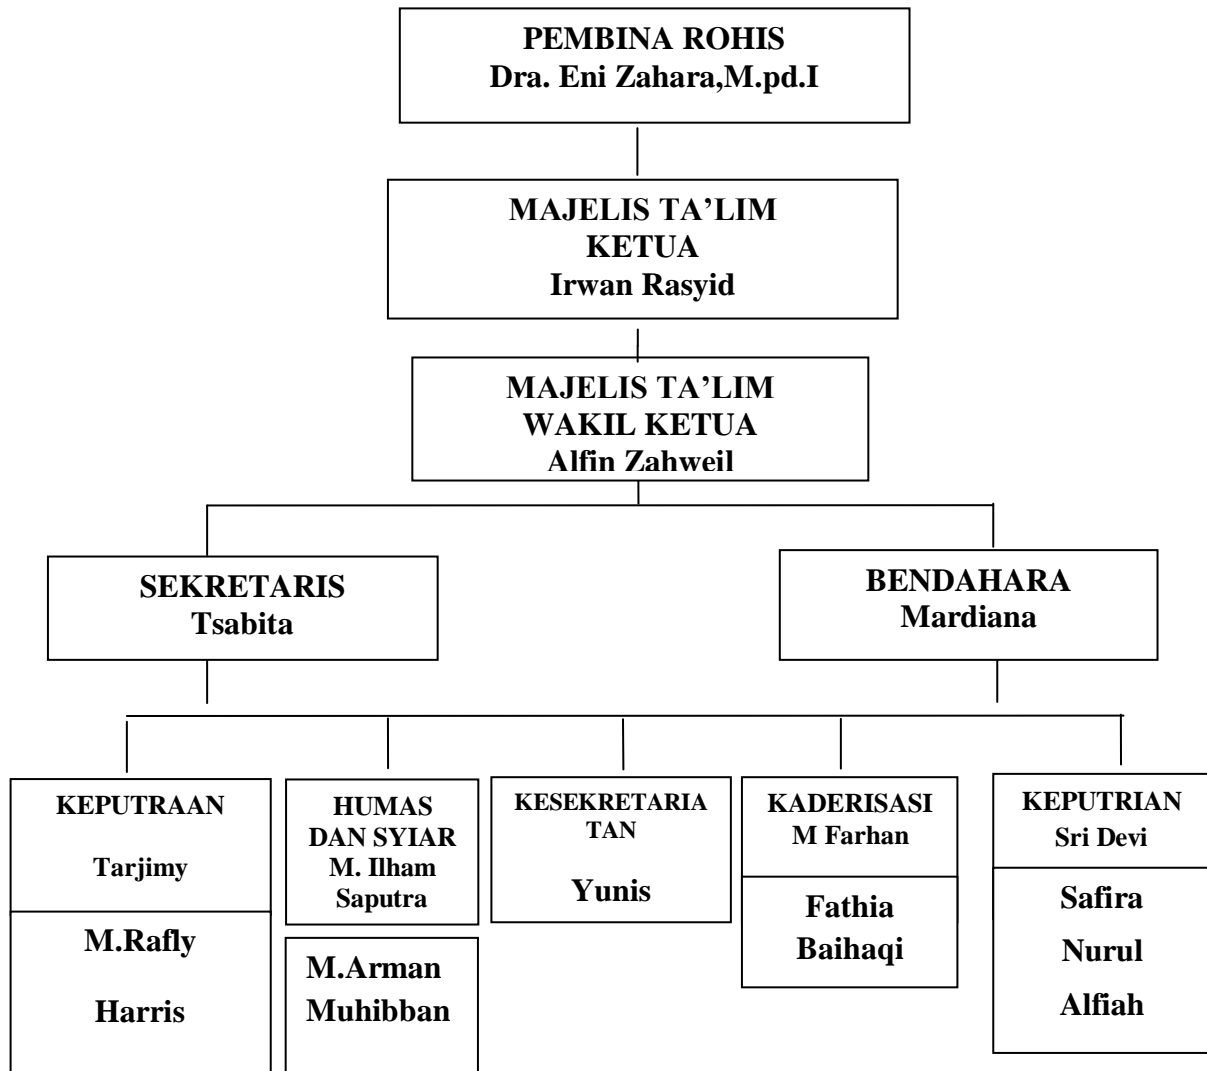 PEMBINA ROHIS
Dra. Eni Zahara,M.pd.I
MAJELIS TA’LIM
KETUA
Irwan Rasyid
MAJELIS TA’LIM
WAKIL KETUA
Alfin Zahweil
SEKRETARIS
Tsabita
BENDAHARA
Mardiana
KEPUTRAAN
Tarjimy
M.Rafly
Harris
HUMAS
DAN SYIAR
M. Ilham
Saputra
M.Arman
Muhibban
KESEKRETARIA
TAN
Yunis
KADERISASI
M Farhan
Fathia
Baihaqi
KEPUTRIAN
Sri Devi
Safira
Nurul
Alfiah